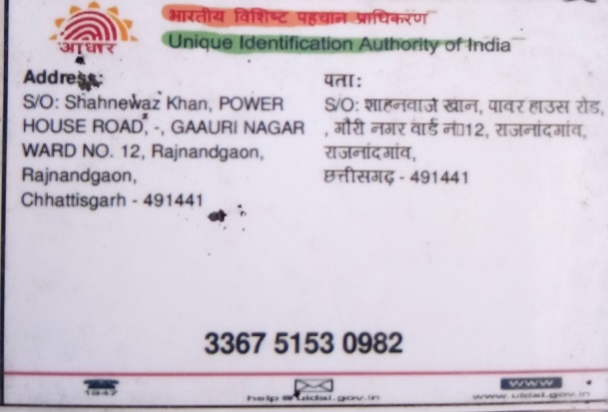 भारतीय विशिष्ट पहचान प्राधिकरण
Unique Identification Authority of India
आधार
Address:
S/O: Shahnewaz Khan, POWER
HOUSE ROAD, -, GAAURI NAGAR
WARD NO. 12, Rajnandgaon,
Rajnandgaon,
Chhattisgarh - 491441
पता:
S/O: शाहनवाज खान, पावर हाउस रोड,
, गौरी नगर वार्ड नं▯12, राजनांदगांव,
राजनांदगांव,
छत्तीसगढ़ - 491441
3367 5153 0982
1947
help@uidai.gov.in
www
www.uidai.gov.in